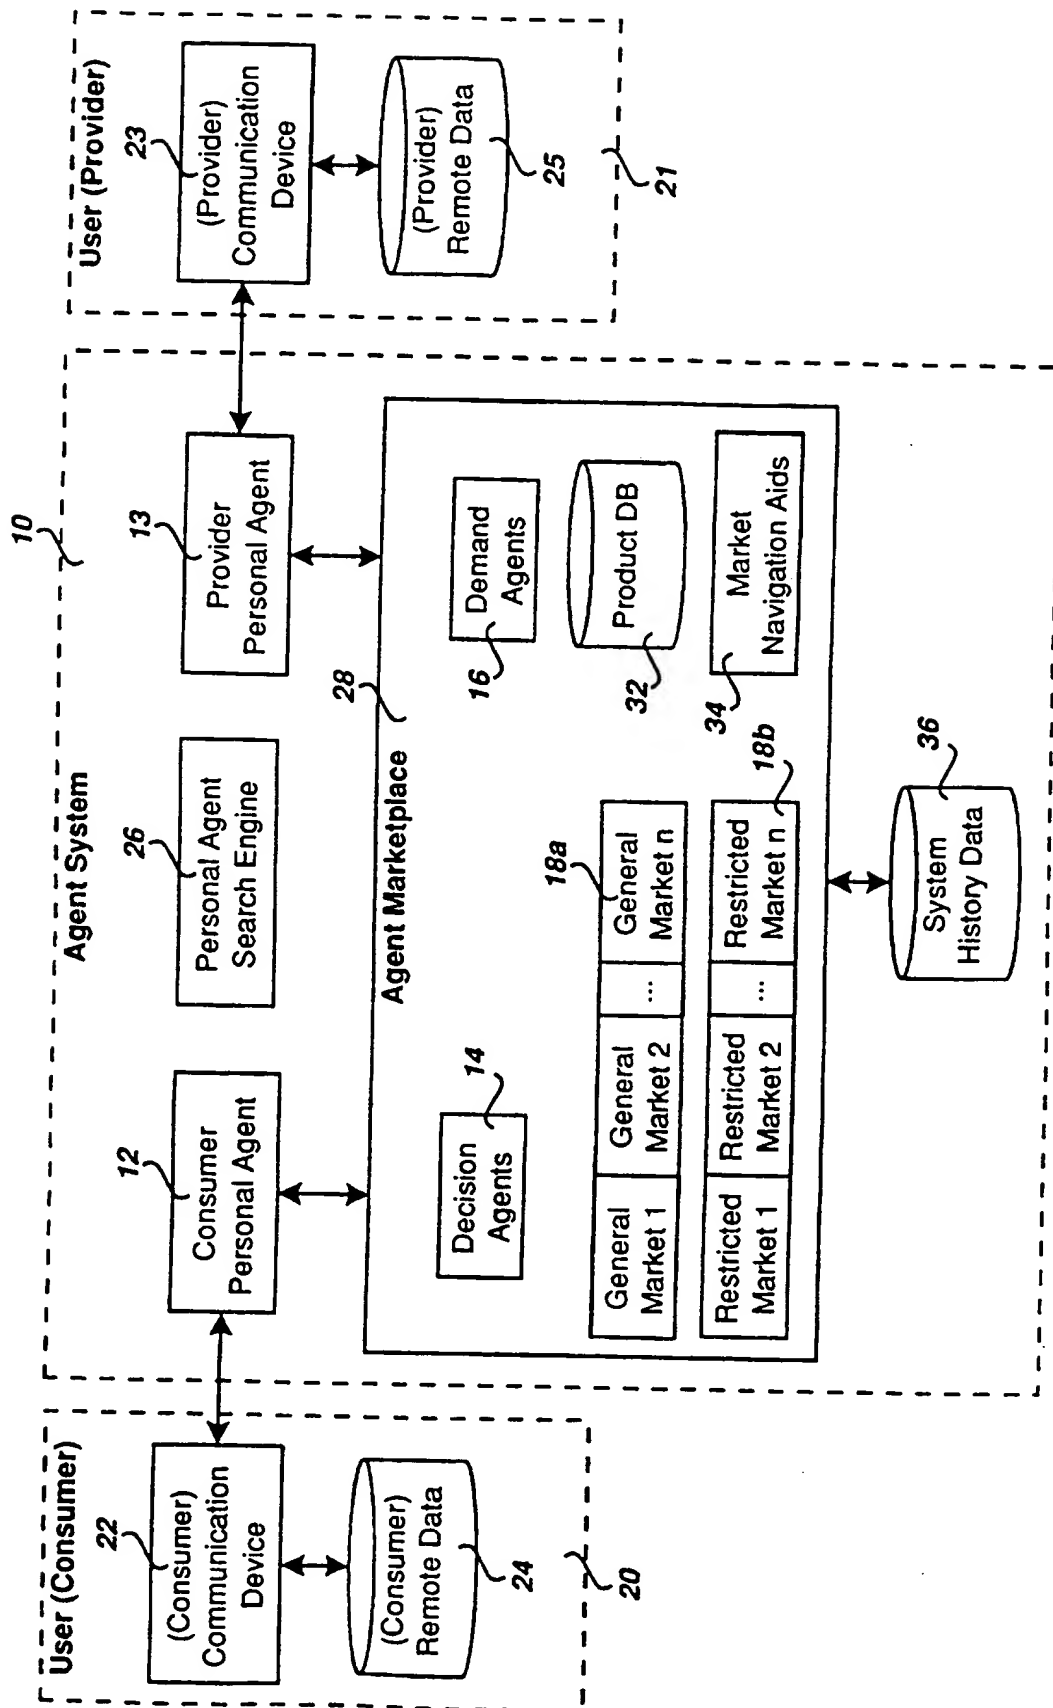 User (Consumer)
22
(Consumer)
Communication
Device
(Consumer)
Remote Data
24
20
Agent System
10
12
Consumer
Personal Agent
26
Personal Agent
Search Engine
13
Provider
Personal Agent
28
Agent Marketplace
Decision
Agents
14
Demand
Agents
16
18a
General
Market 1
General
Market 2
...
General
Market n
Restricted
Market 1
Restricted
Market 2
...
Restricted
Market n
18b
Product DB
32
Market
Navigation Aids
34
System
History Data
36
User (Provider)
23
(Provider)
Communication
Device
(Provider)
Remote Data
25
21